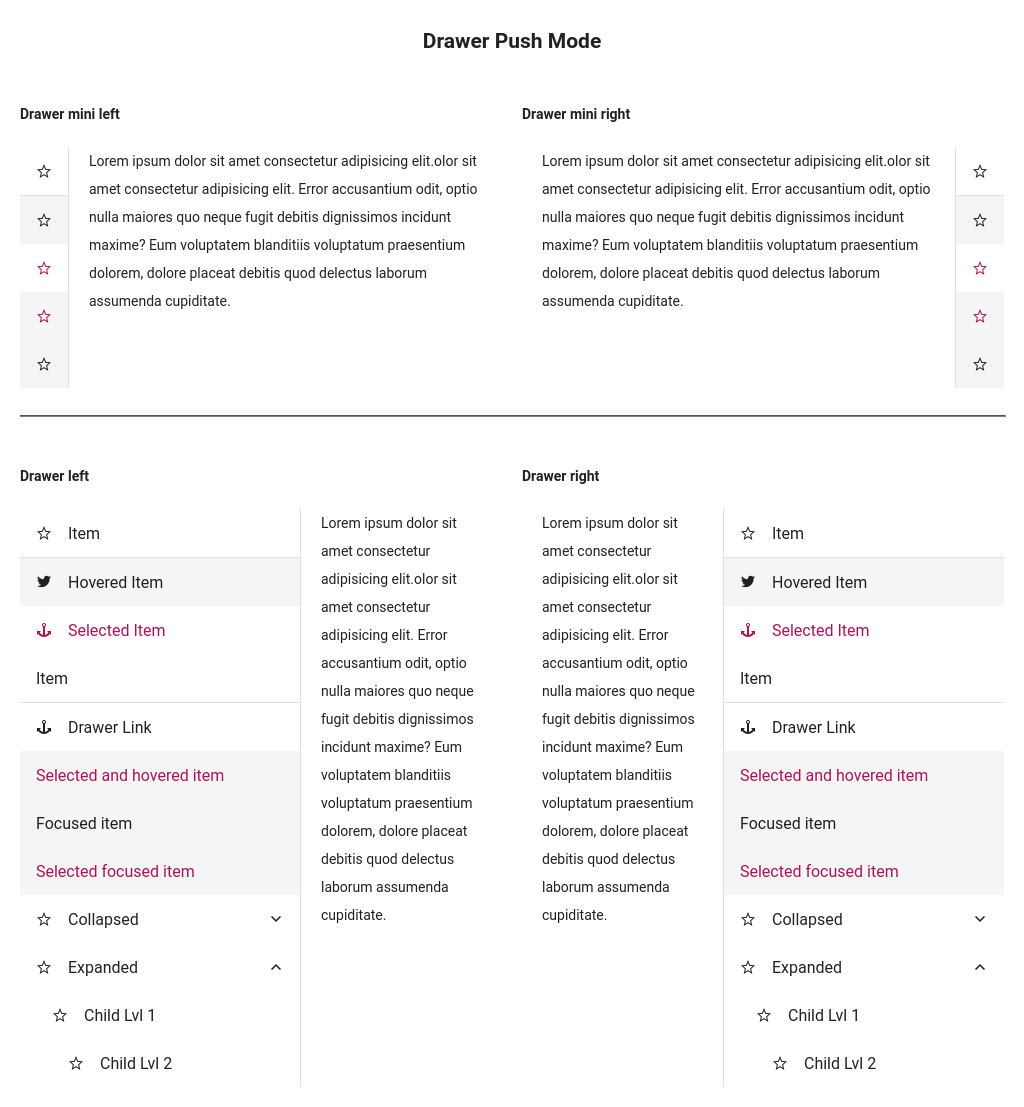 Drawer Push Mode
Drawer mini left
Lorem ipsum dolor sit amet consectetur adipisicing elit.olor sit
amet consectetur adipisicing elit. Error accusantium odit, optio
nulla maiores quo neque fugit debitis dignissimos incidunt
maxime? Eum voluptatem blanditiis voluptatum praesentium
dolorem, dolore placeat debitis quod delectus laborum
assumenda cupiditate.
Drawer mini right
Lorem ipsum dolor sit amet consectetur adipisicing elit.olor sit
amet consectetur adipisicing elit. Error accusantium odit, optio
nulla maiores quo neque fugit debitis dignissimos incidunt
maxime? Eum voluptatem blanditiis voluptatum praesentium
dolorem, dolore placeat debitis quod delectus laborum
assumenda cupiditate.
Drawer left
Item
Hovered Item
Selected Item
Item
Drawer Link
Selected and hovered item
Focused item
Selected focused item
Collapsed
Expanded
Child Lvl 1
Child Lvl 2
Lorem ipsum dolor sit
amet consectetur
adipisicing elit.olor sit
amet consectetur
adipisicing elit. Error
accusantium odit, optio
nulla maiores quo neque
fugit debitis dignissimos
incidunt maxime? Eum
voluptatem blanditiis
voluptatum praesentium
dolorem, dolore placeat
debitis quod delectus
laborum assumenda
cupiditate.
Drawer right
Lorem ipsum dolor sit
amet consectetur
adipisicing elit.olor sit
amet consectetur
adipisicing elit. Error
accusantium odit, optio
nulla maiores quo neque
fugit debitis dignissimos
incidunt maxime? Eum
voluptatem blanditiis
voluptatum praesentium
dolorem, dolore placeat
debitis quod delectus
laborum assumenda
cupiditate.
Item
Hovered Item
Selected Item
Item
Drawer Link
Selected and hovered item
Focused item
Selected focused item
Collapsed
Expanded
Child Lvl 1
Child Lvl 2